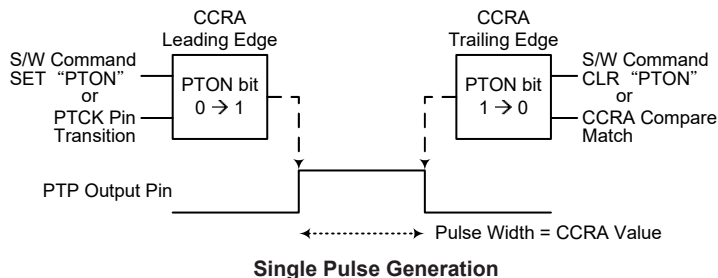 CCRA
Leading Edge
S/W Command
SET “PTON”
or
PTCK Pin
Transition
PTON bit
0 → 1
CCRA
Trailing Edge
PTON bit
1 → 0
S/W Command
CLR “PTON”
or
CCRA Compare
Match
PTP Output Pin
Pulse Width = CCRA Value
Single Pulse Generation